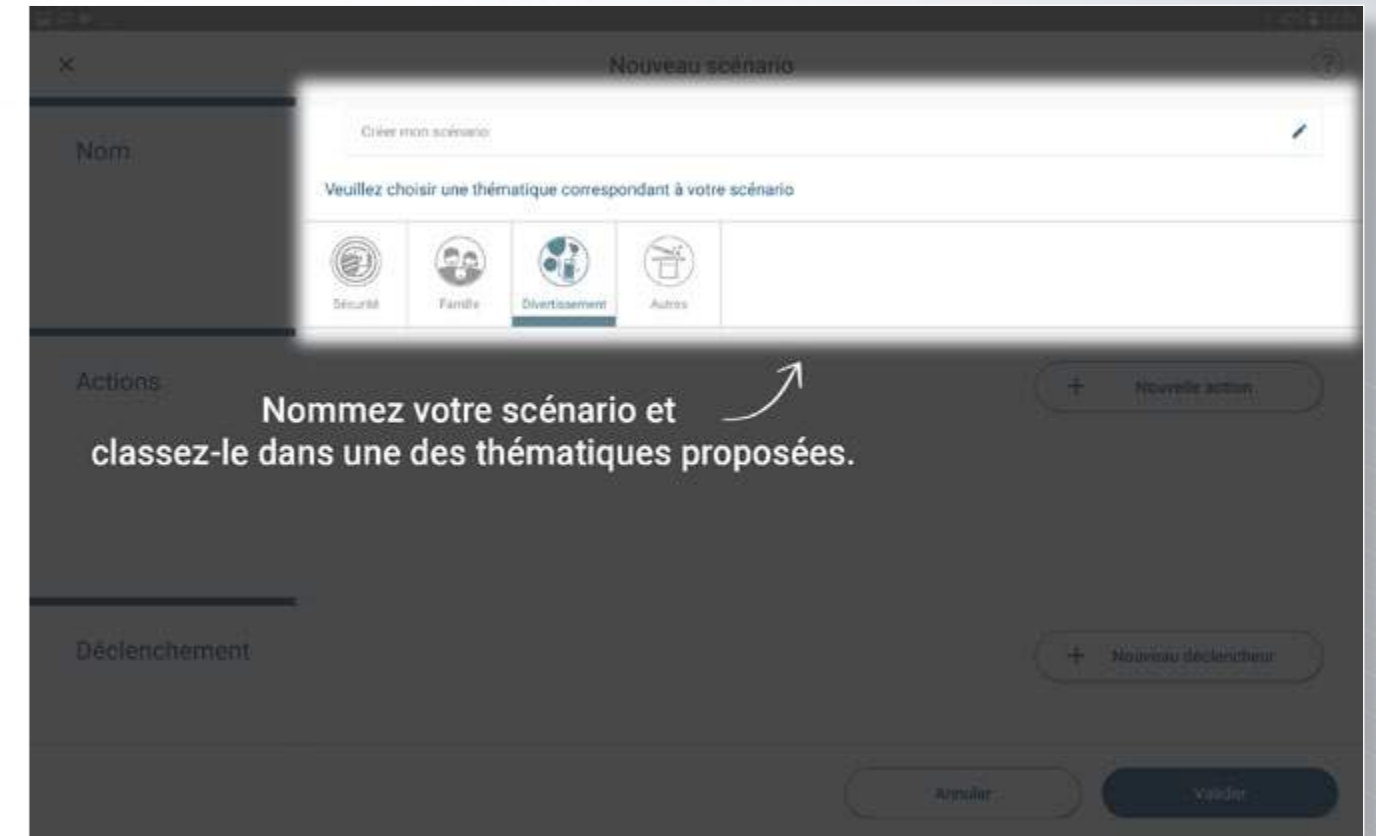 Nouveau scénario
Nom
Créer mon scénario
Veuillez choisir une thématique correspondant à votre scénario
Sécurité
Famille
Divertissement
Autres
Actions
+ Nouvelle action
Nommez votre scénario et
classez-le dans une des thématiques proposées.
Déclenchement
+ Nouveau déclencheur
Annuler
Valider